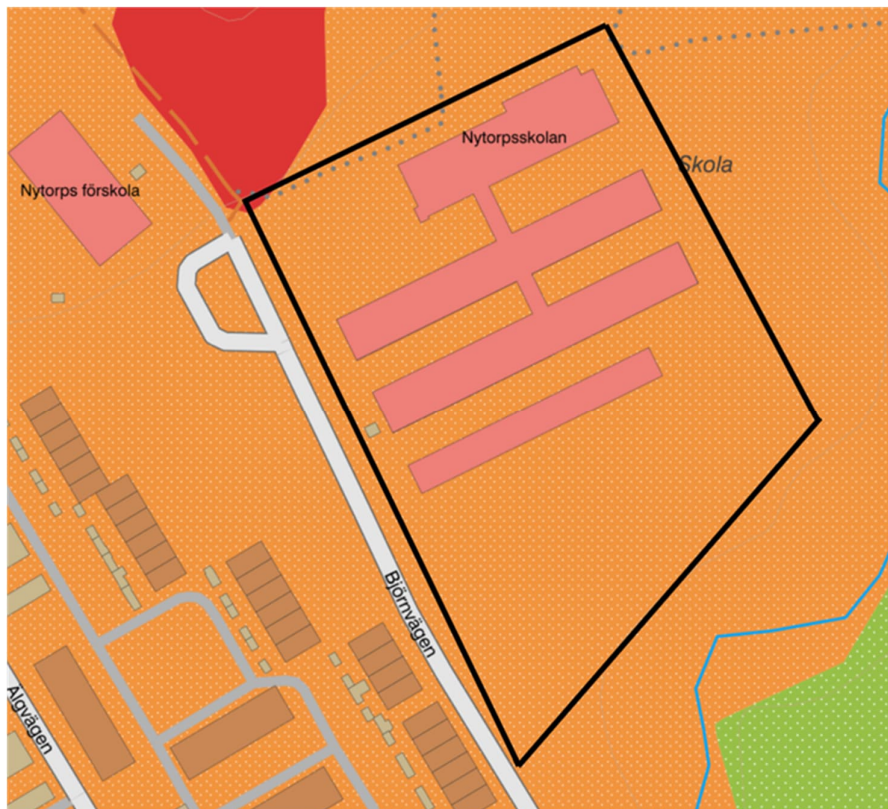 Nytorpsskolan
Skola
Nytorps förskola
Björnvägen
Älgvägen